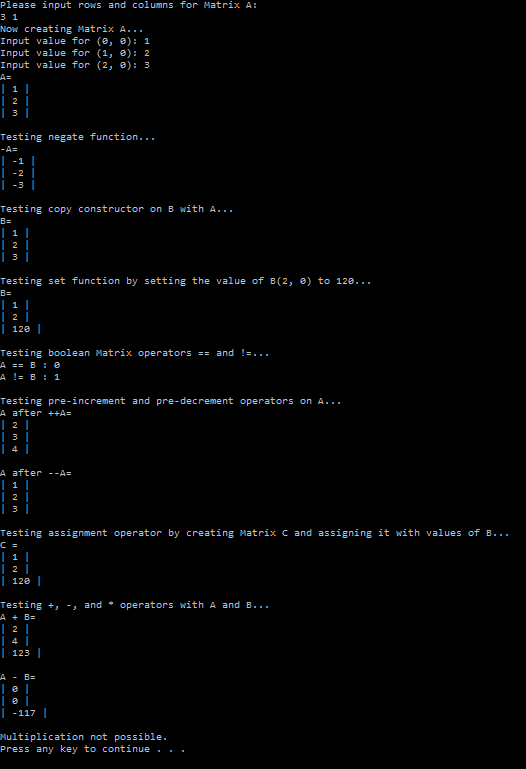 Please input rows and columns for Matrix A:
3 1
Now creating Matrix A...
Input value for (0, 0): 1
Input value for (1, 0): 2
Input value for (2, 0): 3
A=
| 1 |
| 2 |
| 3 |
Testing negate function...
-A=
| -1 |
| -2 |
| -3 |
Testing copy constructor on B with A...
B=
| 1 |
| 2 |
| 3 |
Testing set function by setting the value of B(2, 0) to 120...
B=
| 1 |
| 2 |
| 120 |
Testing boolean Matrix operators == and !=...
A == B : 0
A != B : 1
Testing pre-increment and pre-decrement operators on A...
A after ++A=
| 2 |
| 3 |
| 4 |
A after --A=
| 1 |
| 2 |
| 3 |
Testing assignment operator by creating Matrix C and assigning it with values of B...
C =
| 1 |
| 2 |
| 120 |
Testing +, -, and * operators with A and B...
A + B=
| 2 |
| 4 |
| 123 |
A - B=
| 0 |
| 0 |
| -117 |
Multiplication not possible.
Press any key to continue . . .